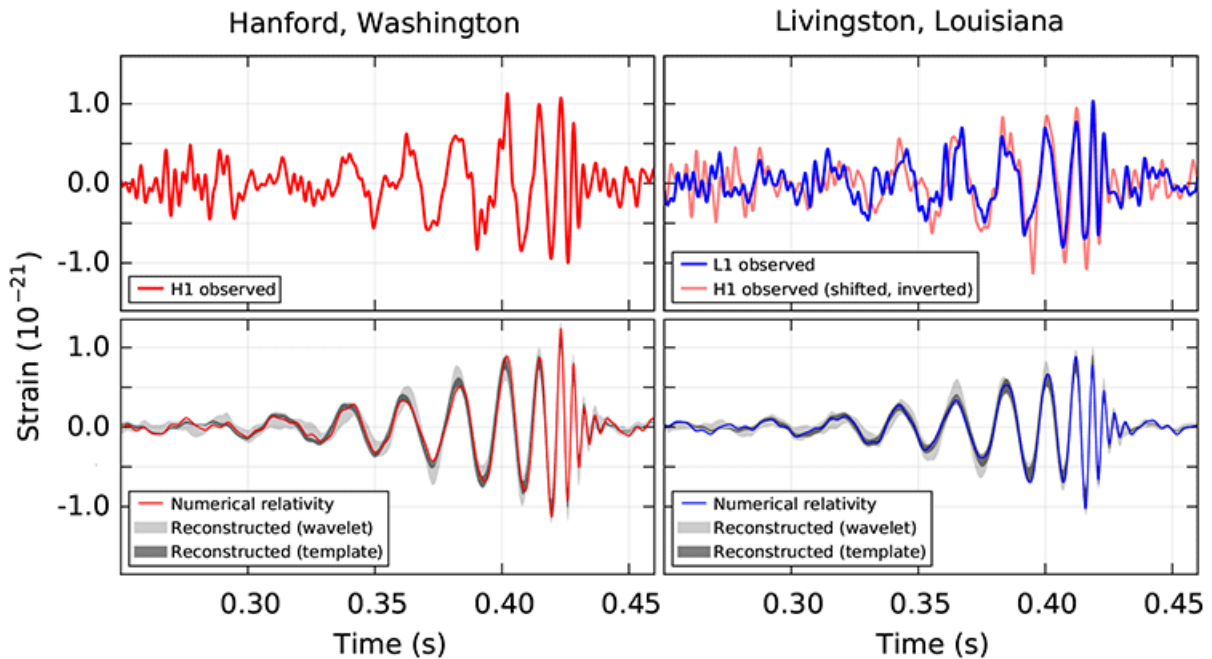 Hanford, Washington
Livingston, Louisiana
Strain (10⁻²¹)
1.0
0.0
-1.0
H1 observed
L1 observed
H1 observed (shifted, inverted)
1.0
0.0
-1.0
Numerical relativity
Reconstructed (wavelet)
Reconstructed (template)
Numerical relativity
Reconstructed (wavelet)
Reconstructed (template)
0.30 0.35 0.40 0.45
0.30 0.35 0.40 0.45
Time (s)
Time (s)